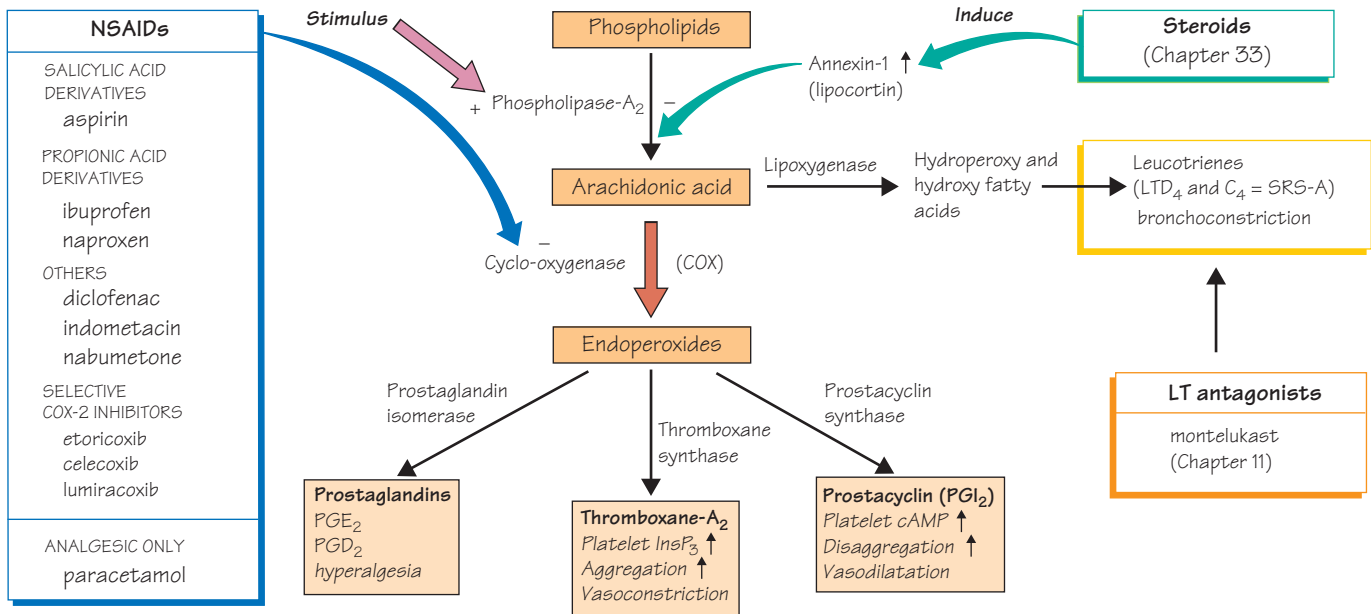 NSAIDs
SALICYLIC ACID
DERIVATIVES
aspirin
PROPIONIC ACID
DERIVATIVES
ibuprofen
naproxen
OTHERS
diclofenac
indometacin
nabumetone
SELECTIVE
COX-2 INHIBITORS
etoricoxib
celecoxib
lumiracoxib
ANALGESIC ONLY
paracetamol
Stimulus
+ Phospholipase-A₂ –
Phospholipids
Annexin-1 ↑
(lipocortin)
Induce
Steroids
(Chapter 33)
Arachidonic acid
Lipoxygenase
Hydroperoxy and
hydroxy fatty
acids
Leucotrienes
(LTD₄ and C₄ = SRS-A)
bronchoconstriction
LT antagonists
montelukast
(Chapter 11)
–
Cyclo-oxygenase (COX)
Endoperoxides
Prostaglandin
isomerase
Thromboxane
synthase
Prostacyclin
synthase
Prostaglandins
PGE₂
PGD₂
hyperalgesia
Thromboxane-A₂
Platelet InsP₃ ↑
Aggregation ↑
Vasoconstriction
Prostacyclin (PGI₂)
Platelet cAMP ↑
Disaggregation ↑
Vasodilatation